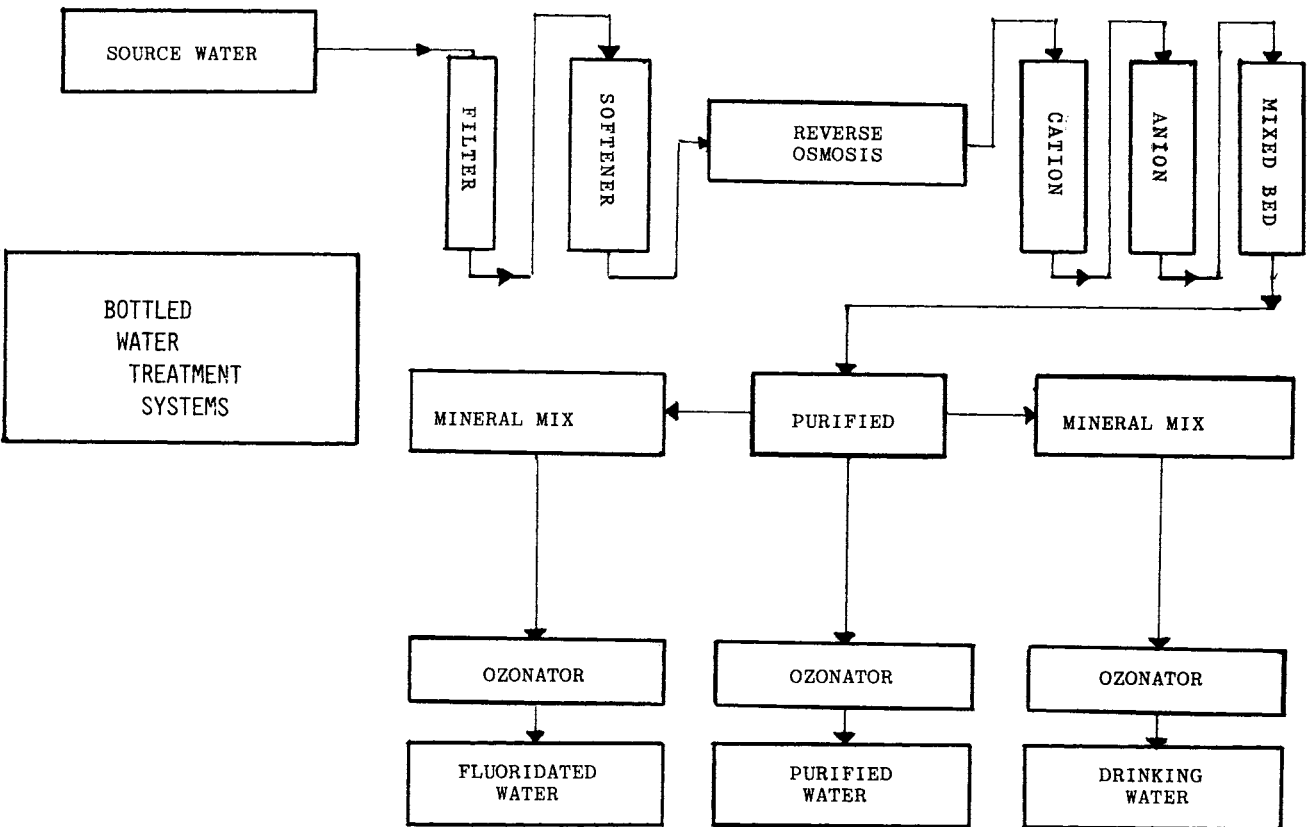 SOURCE WATER
FILTER
SOFTENER
REVERSE
OSMOSIS
CATION
ANION
MIXED BED
BOTTLED
WATER
TREATMENT
SYSTEMS
MINERAL MIX
PURIFIED
MINERAL MIX
OZONATOR
OZONATOR
OZONATOR
FLUORIDATED
WATER
PURIFIED
WATER
DRINKING
WATER